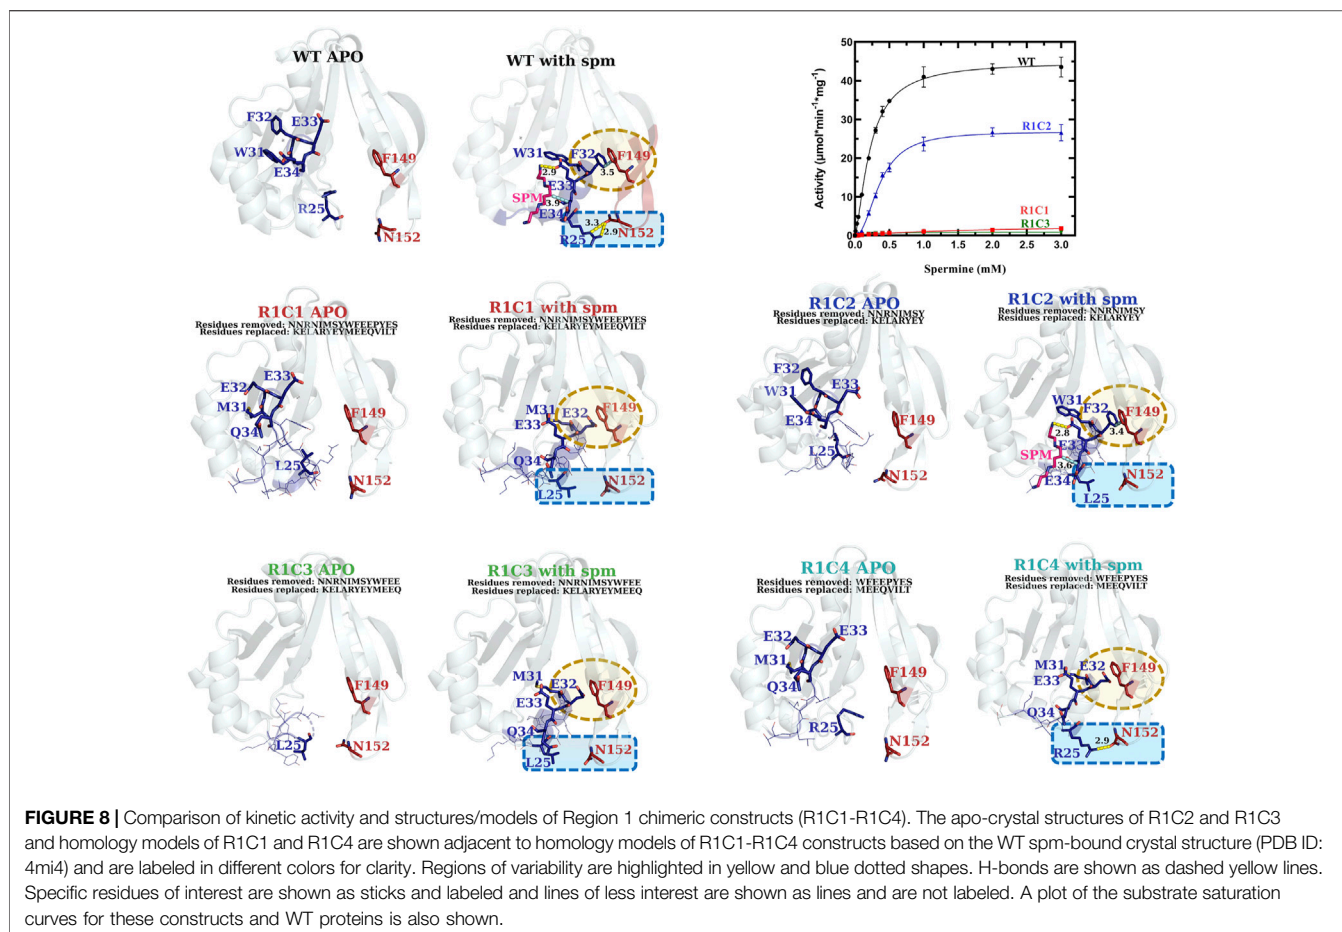 WT APO
F32
E33
W31
E34
R25
F149
N152
WT with spm
W31
F32
F149
2.9
3.5
E33
SPM
3.9
E34
3.3
R25
2.9
N152
50
40
30
20
10
0
0.0
0.5
1.0
1.5
2.0
2.5
3.0
Activity (µmol*min⁻¹*mg⁻¹)
Spermine (mM)
WT
R1C2
R1C1
R1C3
R1C1 APO
Residues removed: NNRNIMSYWFEEPYES
Residues replaced: KELARYEYMEEQVILT
E32
E33
M31
Q34
L25
F149
N152
R1C1 with spm
Residues removed: NNRNIMSYWFEEPYES
Residues replaced: KELARYEYMEEQVILT
M31
E32
F149
E33
Q34
L25
N152
R1C2 APO
Residues removed: NNRNIMSY
Residues replaced: KELARYEY
F32
W31
E33
E34
L25
F149
N152
R1C2 with spm
Residues removed: NNRNIMSY
Residues replaced: KELARYEY
W31
F32
F149
2.8
3.4
E33
SPM
3.6
E34
L25
N152
R1C3 APO
Residues removed: NNRNIMSYWFEE
Residues replaced: KELARYEYMEEQ
F149
L25
N152
R1C3 with spm
Residues removed: NNRNIMSYWFEE
Residues replaced: KELARYEYMEEQ
M31
E32
F149
E33
Q34
L25
N152
R1C4 APO
Residues removed: WFEEPYES
Residues replaced: MEEQVILT
E32
E33
M31
Q34
R25
F149
N152
R1C4 with spm
Residues removed: WFEEPYES
Residues replaced: MEEQVILT
M31
E32
F149
E33
Q34
R25
2.9
N152
FIGURE 8 | Comparison of kinetic activity and structures/models of Region 1 chimeric constructs (R1C1-R1C4). The apo-crystal structures of R1C2 and R1C3
and homology models of R1C1 and R1C4 are shown adjacent to homology models of R1C1-R1C4 constructs based on the WT spm-bound crystal structure (PDB ID:
4mi4) and are labeled in different colors for clarity. Regions of variability are highlighted in yellow and blue dotted shapes. H-bonds are shown as dashed yellow lines.
Specific residues of interest are shown as sticks and labeled and lines of less interest are shown as lines and are not labeled. A plot of the substrate saturation
curves for these constructs and WT proteins is also shown.